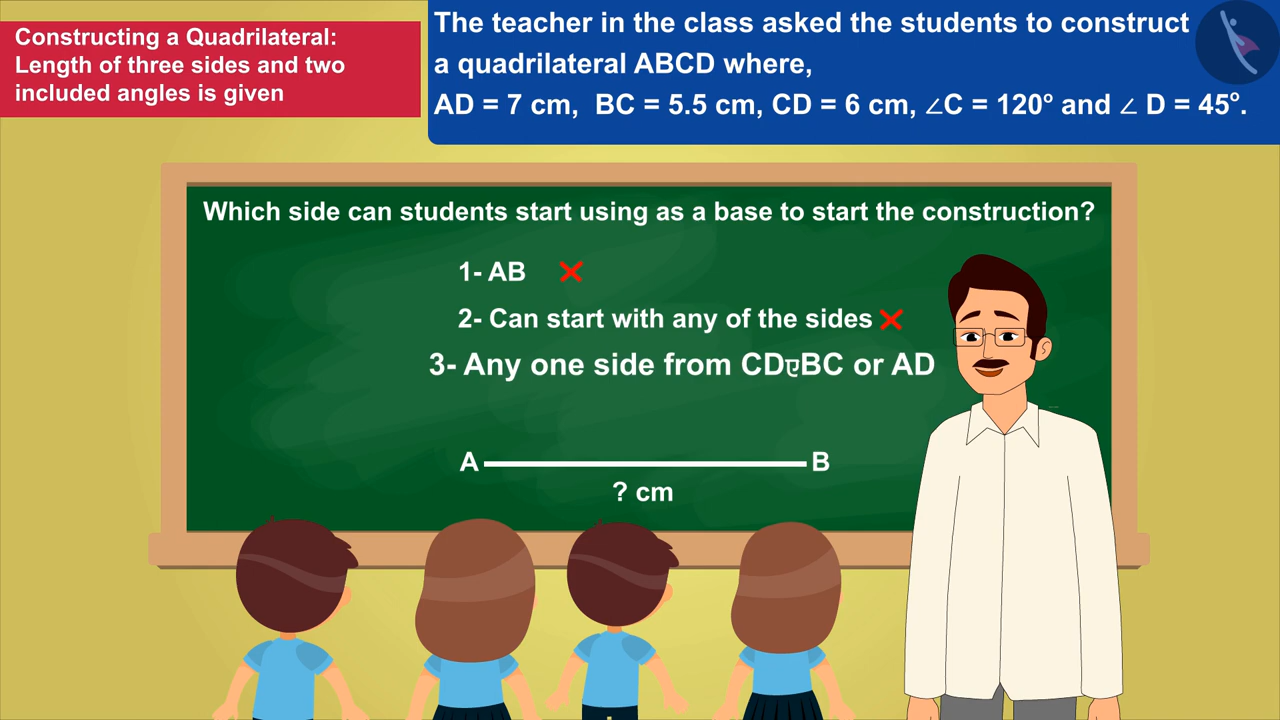 Constructing a Quadrilateral:
Length of three sides and two
included angles is given
The teacher in the class asked the students to construct
a quadrilateral ABCD where,
AD = 7 cm, BC = 5.5 cm, CD = 6 cm, ∠C = 120° and ∠ D = 45°.
Which side can students start using as a base to start the construction?
1- AB
2- Can start with any of the sides
3- Any one side from CD BC or AD
A B
? cm